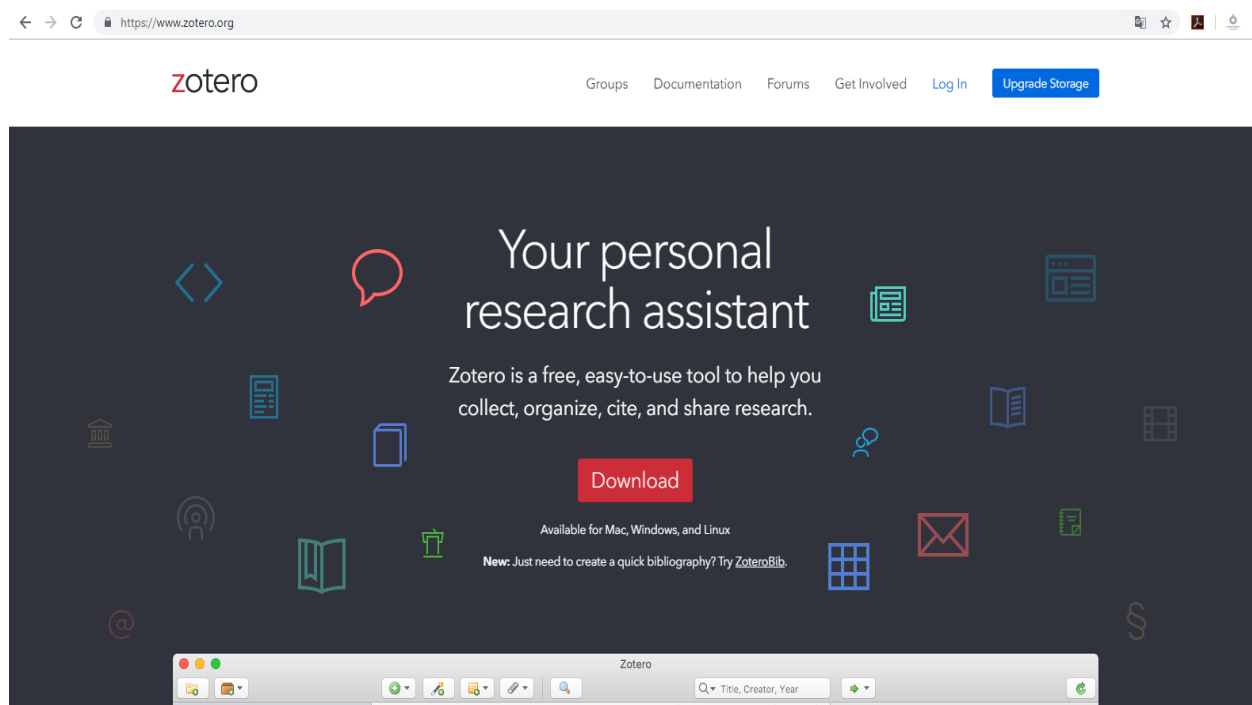 https://www.zotero.org
zotero
Groups Documentation Forums Get Involved Log In Upgrade Storage
Your personal
research assistant
Zotero is a free, easy-to-use tool to help you
collect, organize, cite, and share research.
Download
Available for Mac, Windows, and Linux
New: Just need to create a quick bibliography? Try ZoteroBib.
@
§
Zotero
Title, Creator, Year